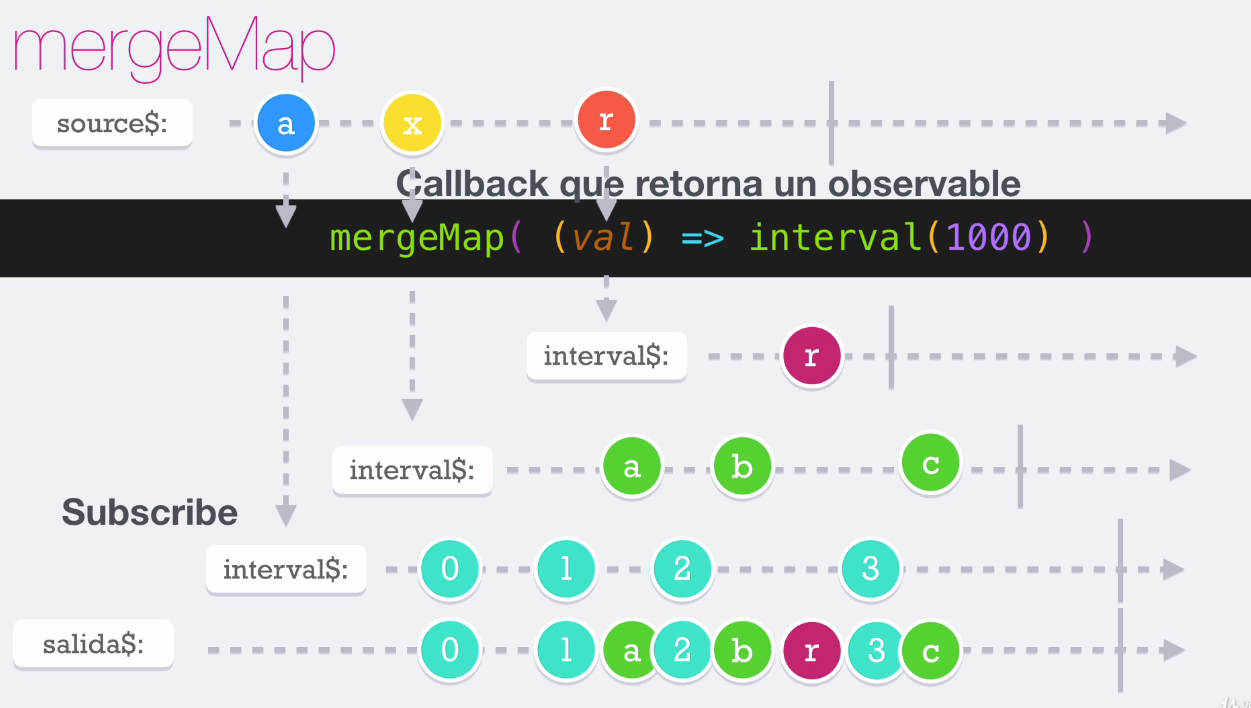 mergeMap
source$: a x r
Callback que retorna un observable
mergeMap( (val) => interval(1000) )
interval$: r
interval$: a b c
Subscribe
interval$: 0 1 2 3
salida$: 0 1 a 2 b r 3 c